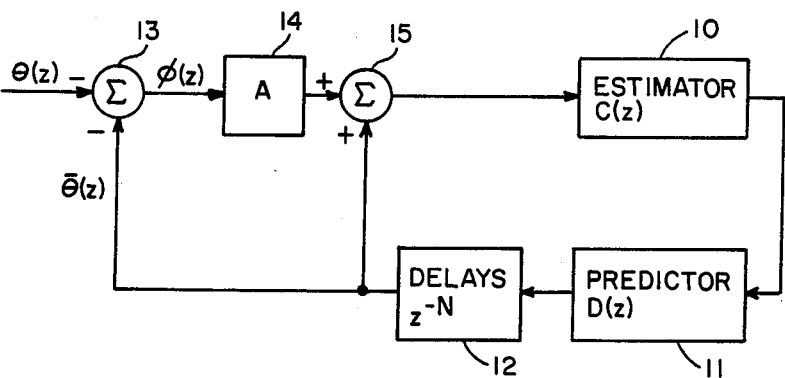 13
14
15
10
Θ(z)
−
Σ
ϕ(z)
A
+
Σ
ESTIMATOR
C(z)
−
+
Θ̄(z)
DELAYS
z⁻ᴺ
PREDICTOR
D(z)
12
11